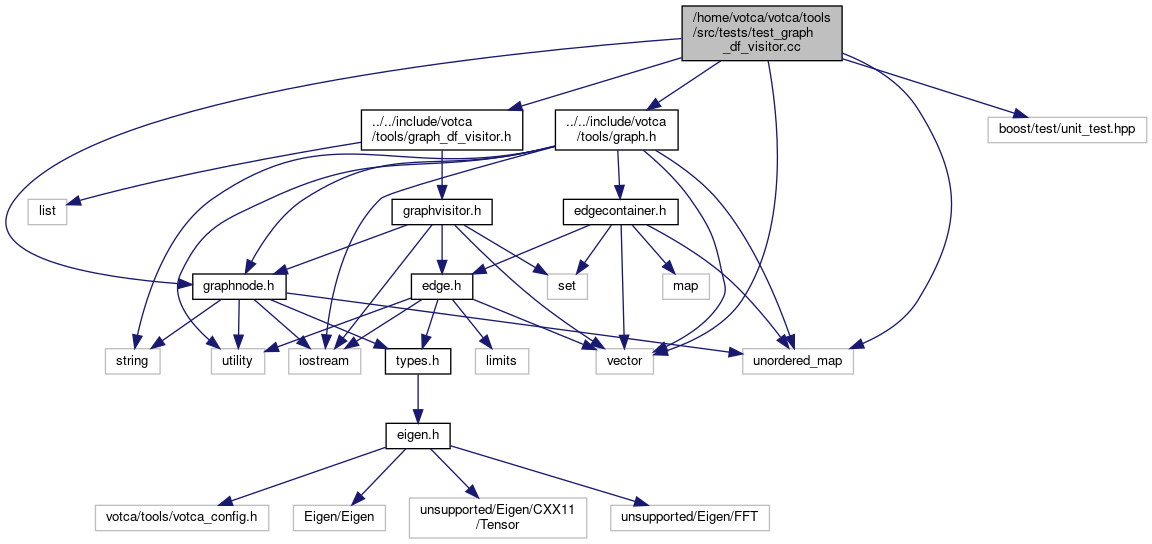 /home/votca/votca/tools
/src/tests/test_graph
_df_visitor.cc
../../include/votca
/tools/graph_df_visitor.h
../../include/votca
/tools/graph.h
boost/test/unit_test.hpp
list
graphvisitor.h
edgecontainer.h
graphnode.h
edge.h
set
map
string
utility
iostream
types.h
limits
vector
unordered_map
eigen.h
votca/tools/votca_config.h
Eigen/Eigen
unsupported/Eigen/CXX11
/Tensor
unsupported/Eigen/FFT